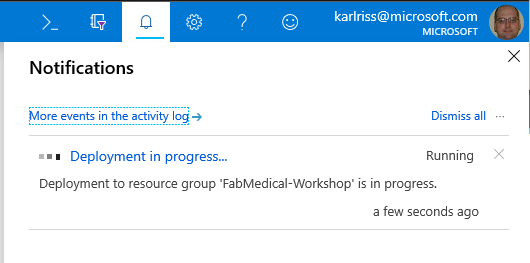 karlriss@microsoft.com
MICROSOFT
Notifications
More events in the activity log → Dismiss all ...
Deployment in progress... Running
Deployment to resource group 'FabMedical-Workshop' is in progress.
a few seconds ago